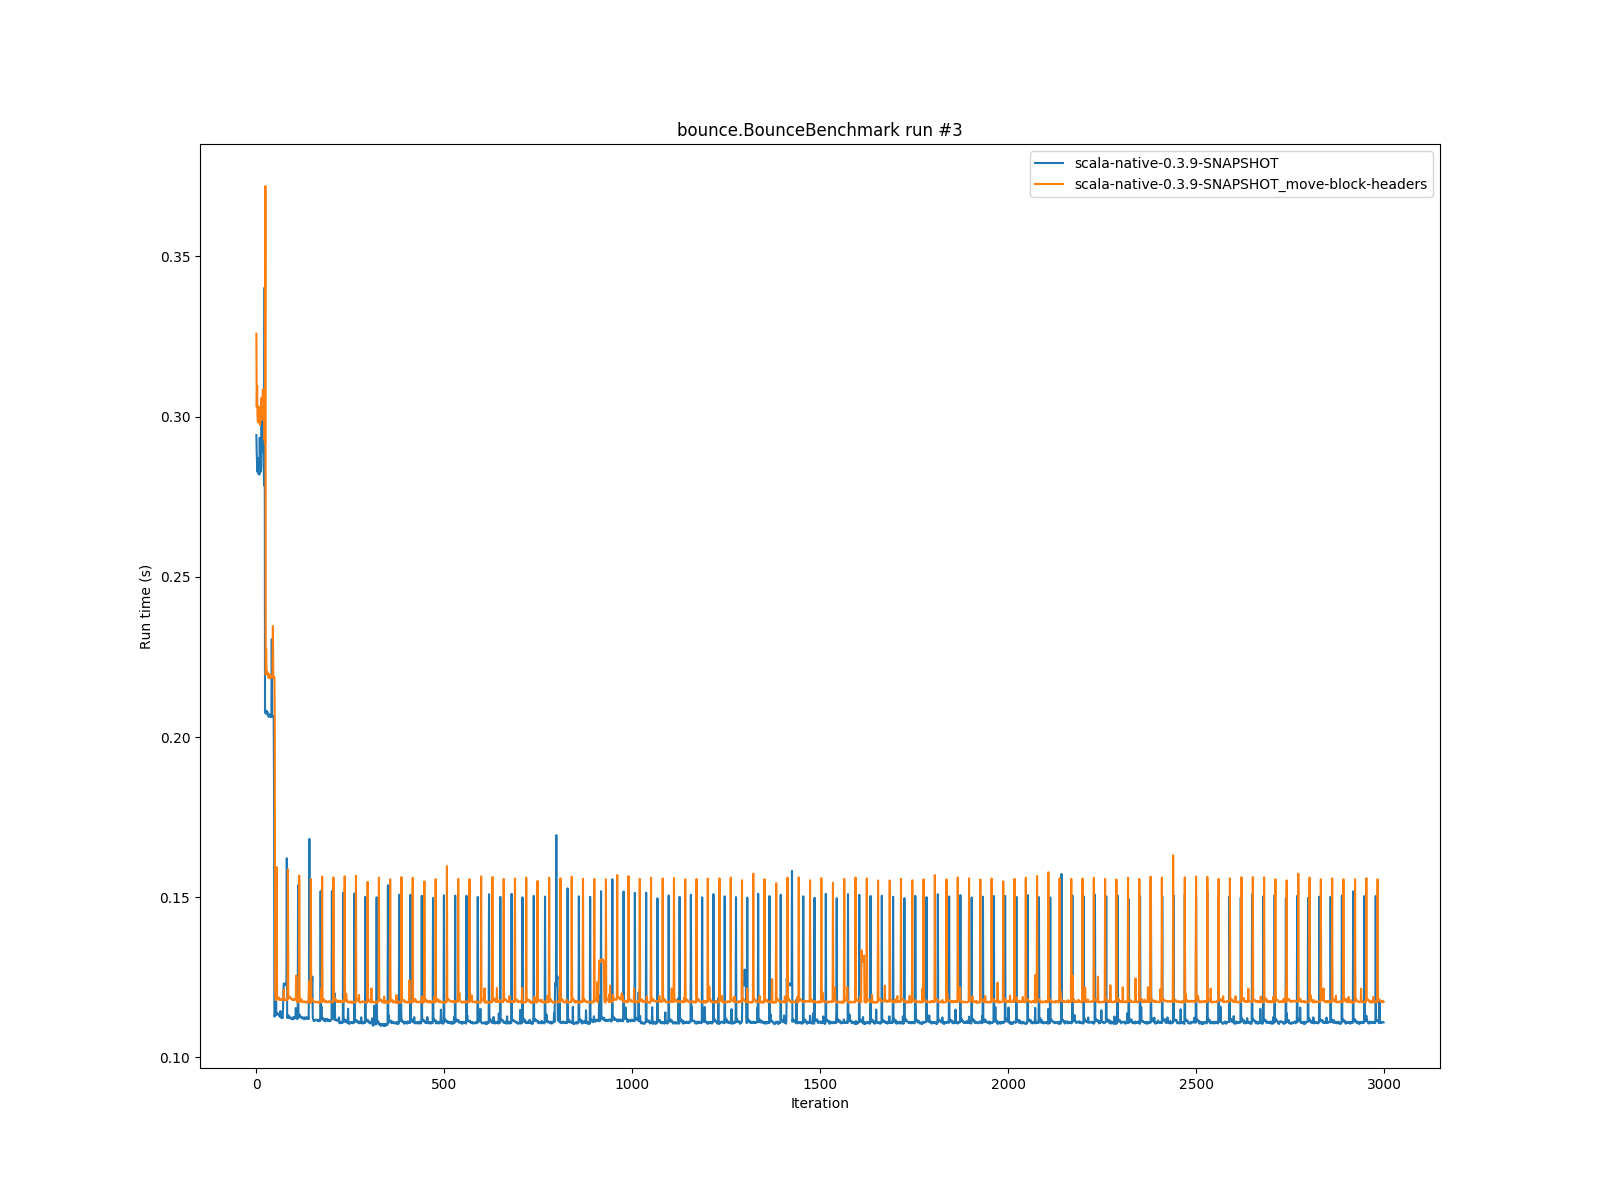 bounce.BounceBenchmark run #3
scala-native-0.3.9-SNAPSHOT
scala-native-0.3.9-SNAPSHOT_move-block-headers
0.35
0.30
0.25
0.20
0.15
0.10
Run time (s)
0 500 1000 1500 2000 2500 3000
Iteration